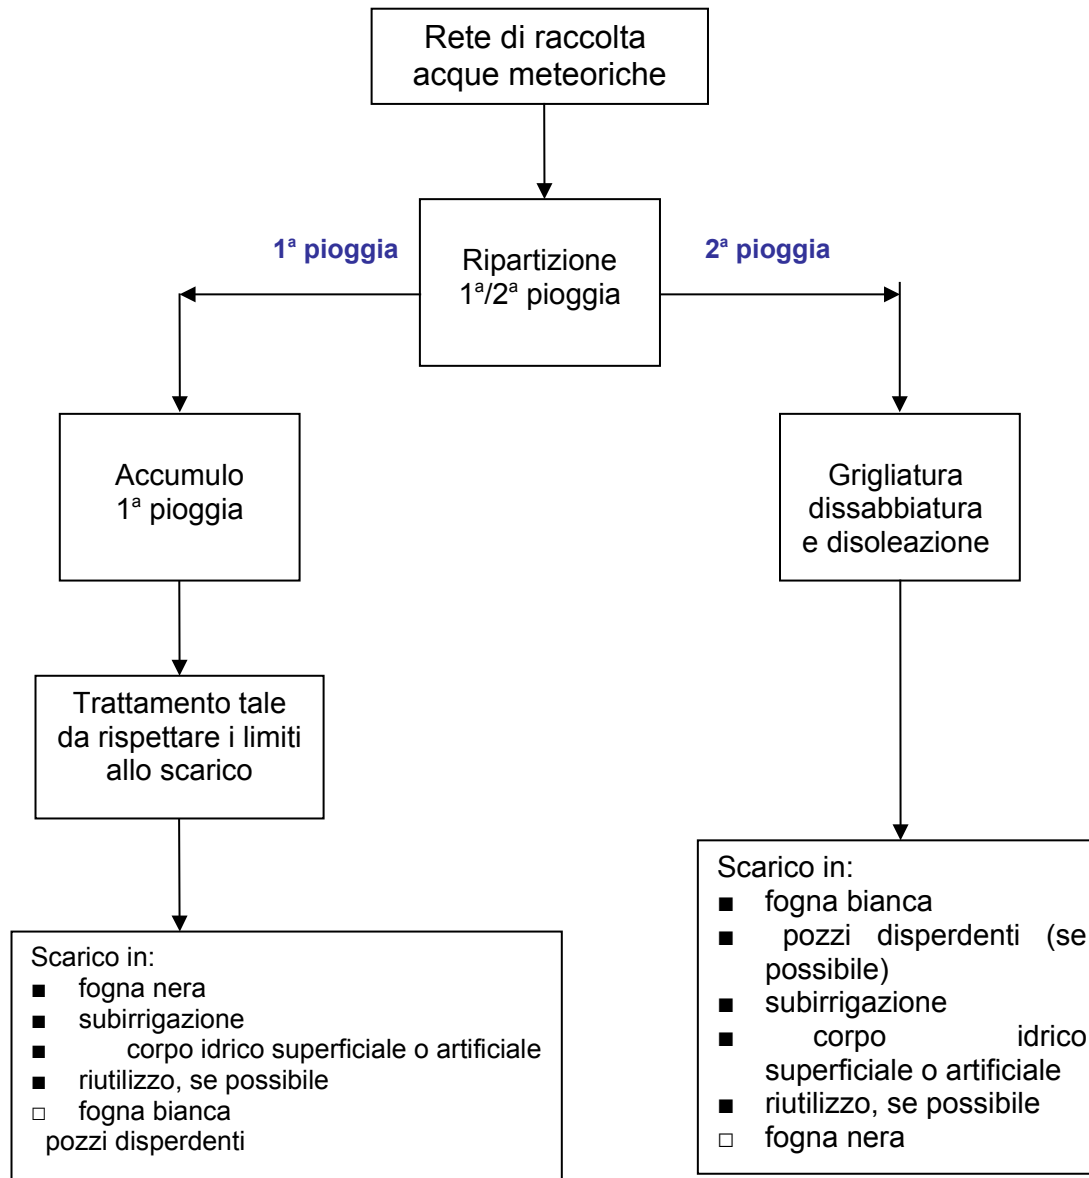 Rete di raccolta
acque meteoriche
1ª pioggia
Ripartizione
1ª/2ª pioggia
2ª pioggia
Accumulo
1ª pioggia
Grigliatura
dissabbiatura
e disoleazione
Trattamento tale
da rispettare i limiti
allo scarico
Scarico in:
■ fogna nera
■ subirrigazione
■ corpo idrico superficiale o artificiale
■ riutilizzo, se possibile
□ fogna bianca
pozzi disperdenti
Scarico in:
■ fogna bianca
■ pozzi disperdenti (se
possibile)
■ subirrigazione
■ corpo idrico
superficiale o artificiale
■ riutilizzo, se possibile
□ fogna nera